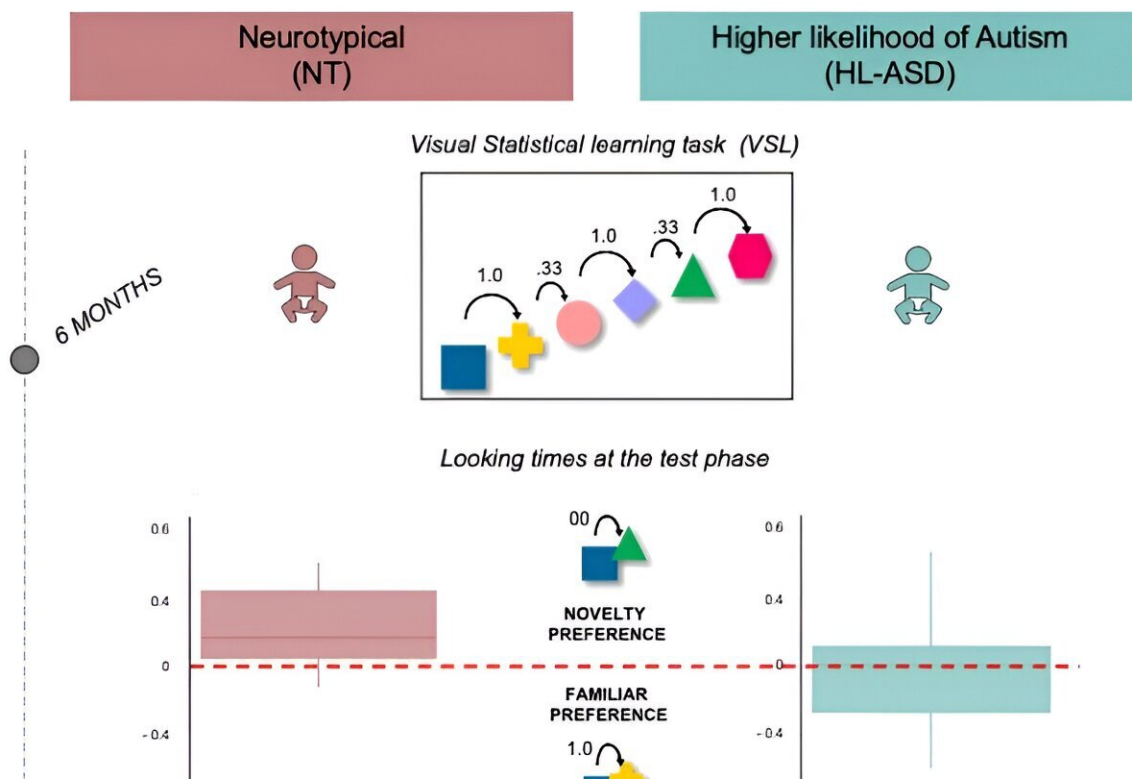 Neurotypical
(NT)
Higher likelihood of Autism
(HL-ASD)
Visual Statistical learning task (VSL)
6 MONTHS
1.0
.33
1.0
.33
1.0
Looking times at the test phase
0.6
0.4
0
- 0.4
00
NOVELTY
PREFERENCE
FAMILIAR
PREFERENCE
1.0
0.6
0.4
0
- 0.4